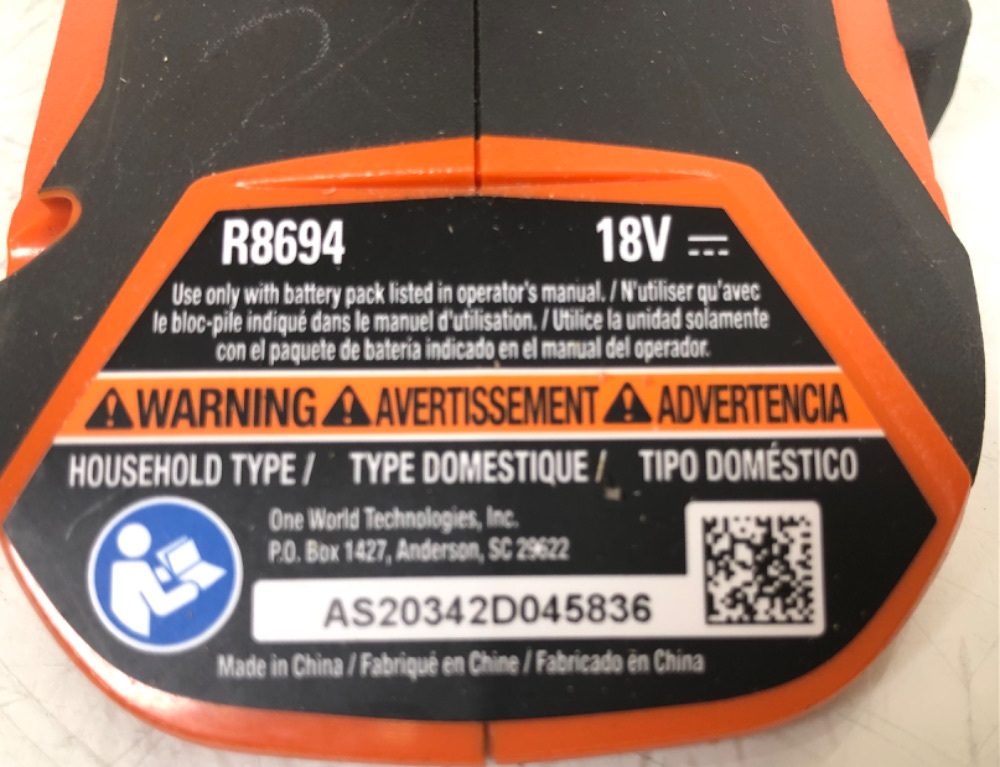 R8694 18V
Use only with battery pack listed in operator's manual. / N'utiliser qu'avec
le bloc-pile indiqué dans le manuel d'utilisation. / Utilice la unidad solamente
con el paquete de batería indicado en el manual del operador.
WARNING AVERTISSEMENT ADVERTENCIA
HOUSEHOLD TYPE / TYPE DOMESTIQUE / TIPO DOMÉSTICO
One World Technologies, Inc.
P.O. Box 1427, Anderson, SC 29622
AS20342D045836
Made in China / Fabriqué en Chine / Fabricado en China